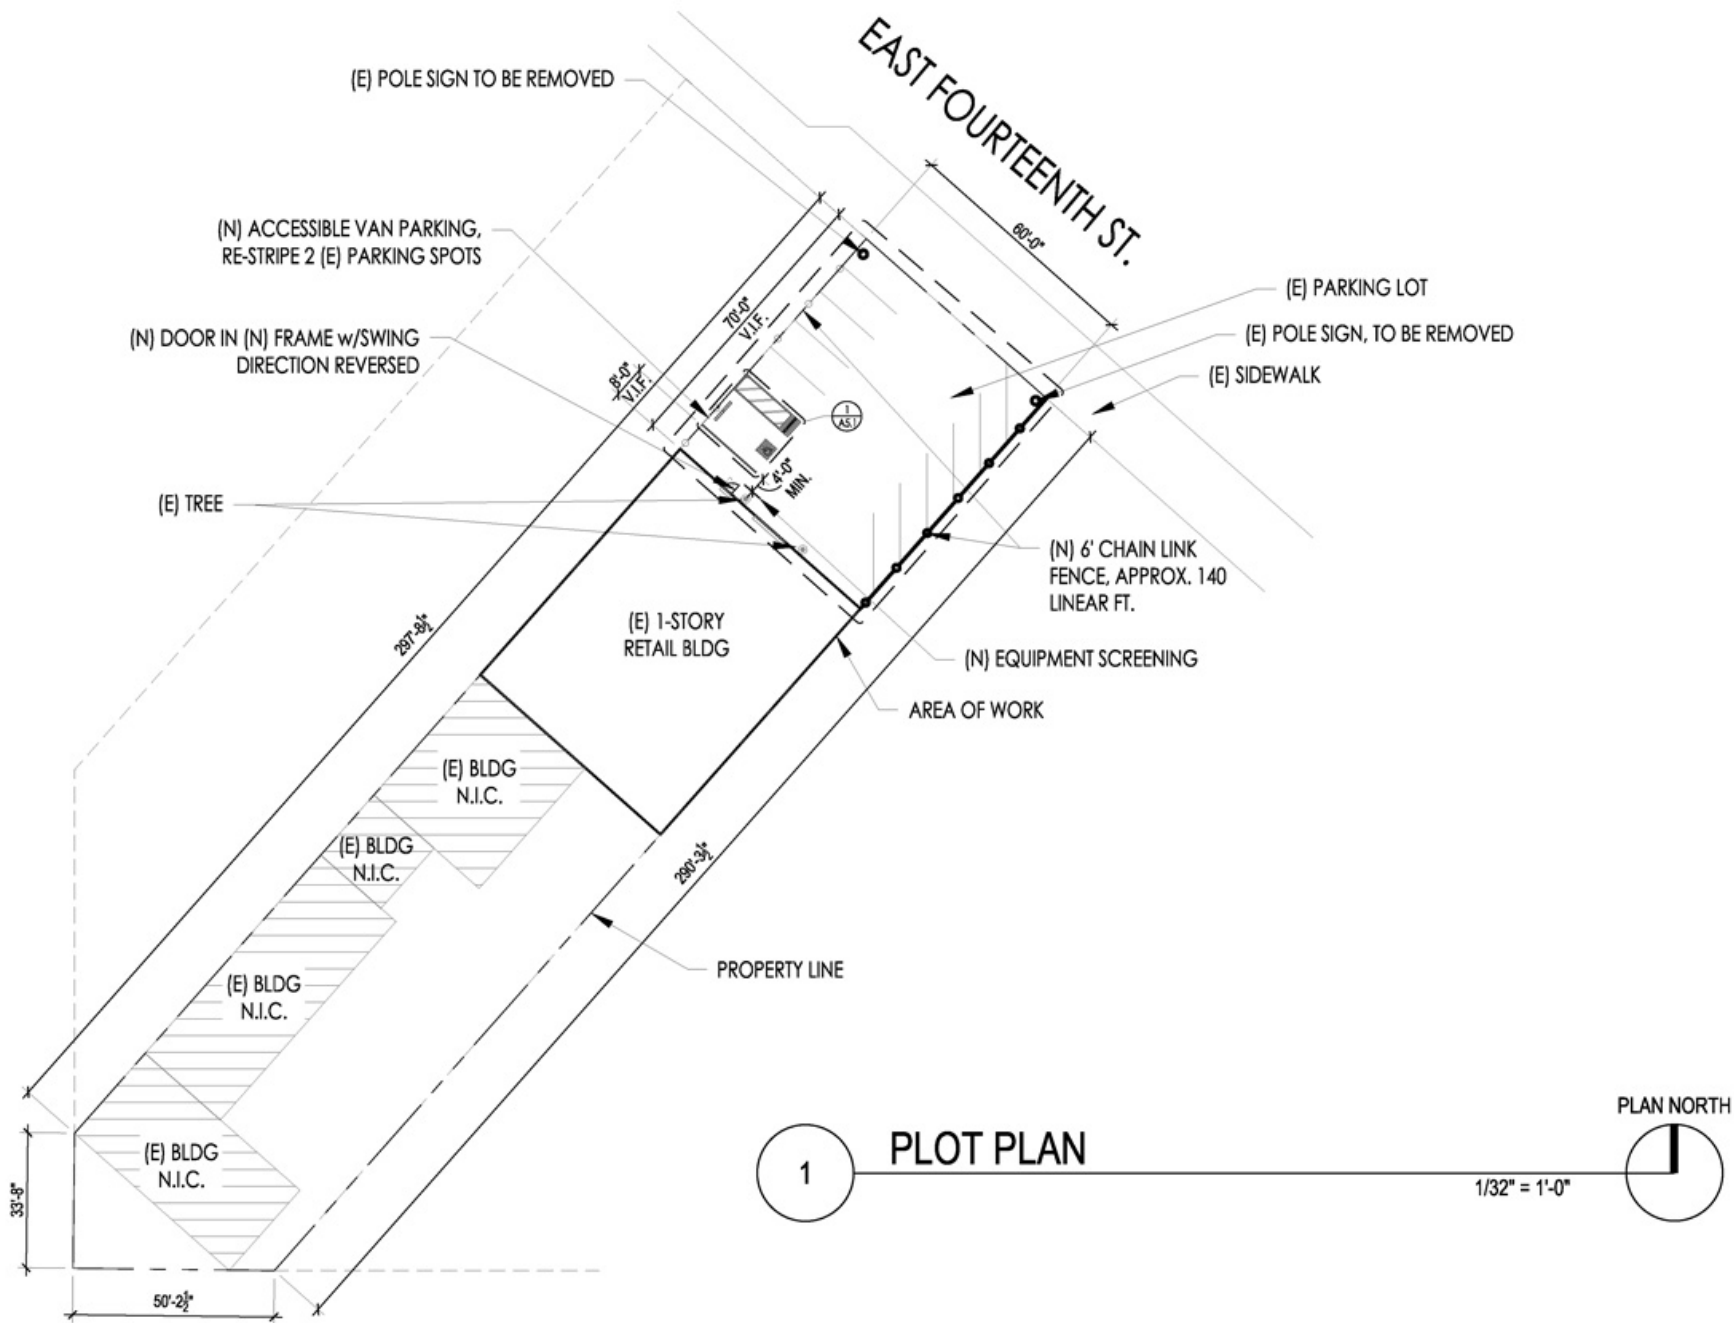 EAST FOURTEENTH ST.
(E) POLE SIGN TO BE REMOVED
60'-0"
(N) ACCESSIBLE VAN PARKING,
RE-STRIPE 2 (E) PARKING SPOTS
(E) PARKING LOT
70'-0"
V.I.F.
(E) POLE SIGN, TO BE REMOVED
(N) DOOR IN (N) FRAME w/SWING
DIRECTION REVERSED
8'-0"
V.I.F.
(E) SIDEWALK
1
AS.1
4'-0"
MIN.
(E) TREE
(N) 6' CHAIN LINK
FENCE, APPROX. 140
LINEAR FT.
297'-8½"
(E) 1-STORY
RETAIL BLDG
(N) EQUIPMENT SCREENING
AREA OF WORK
(E) BLDG
N.I.C.
(E) BLDG
N.I.C.
290'-3½"
PROPERTY LINE
(E) BLDG
N.I.C.
(E) BLDG
N.I.C.
33'-8"
50'-2½"
1
PLOT PLAN
1/32" = 1'-0"
PLAN NORTH